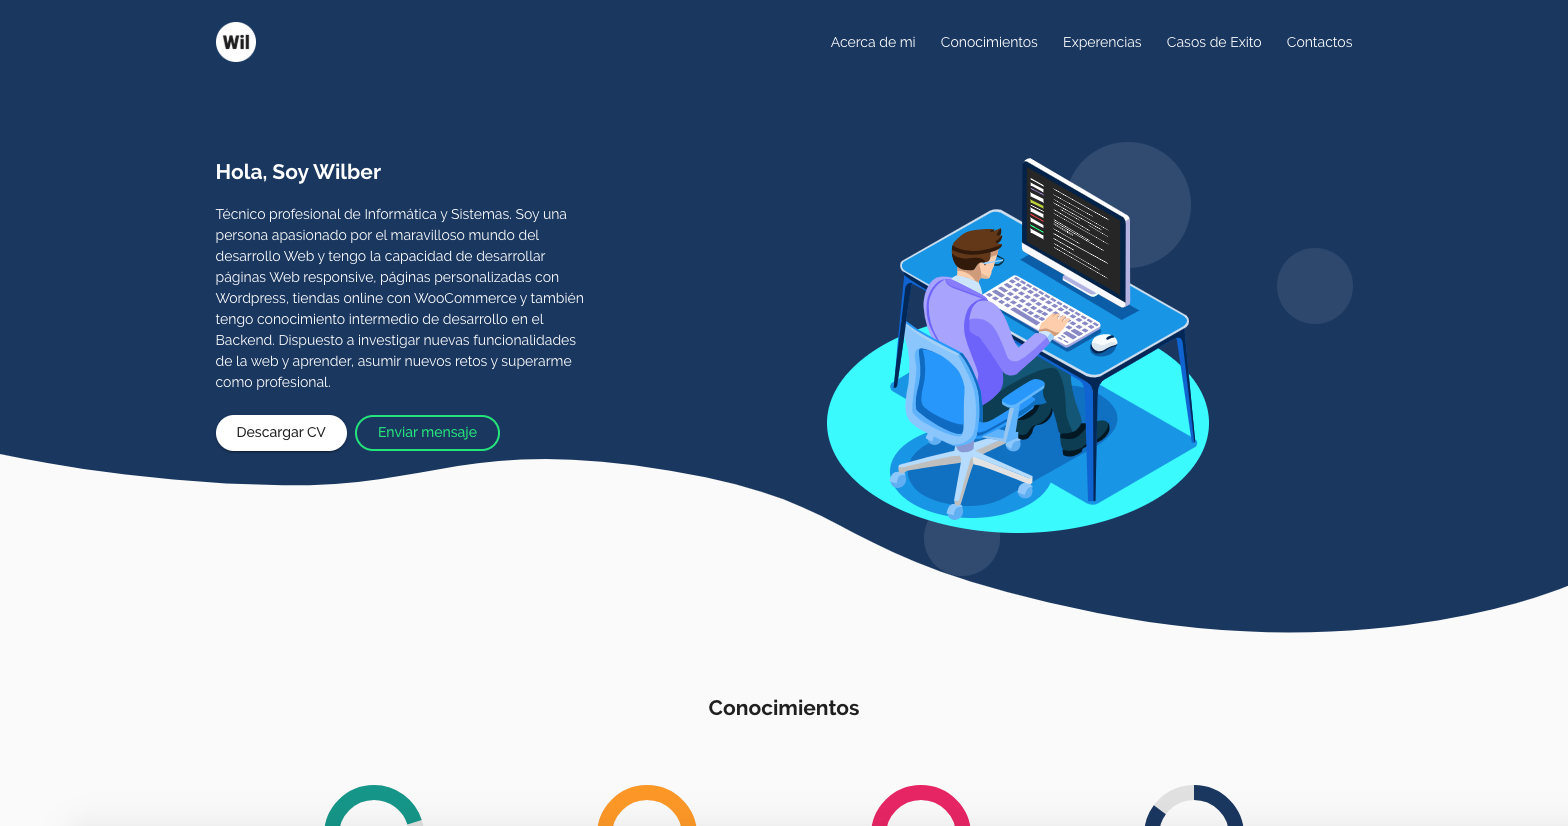 Wil
Acerca de mi
Conocimientos
Experencias
Casos de Exito
Contactos
Hola, Soy Wilber
Técnico profesional de Informática y Sistemas. Soy una
persona apasionado por el maravilloso mundo del
desarrollo Web y tengo la capacidad de desarrollar
páginas Web responsive, páginas personalizadas con
Wordpress, tiendas online con WooCommerce y también
tengo conocimiento intermedio de desarrollo en el
Backend. Dispuesto a investigar nuevas funcionalidades
de la web y aprender, asumir nuevos retos y superarme
como profesional.
Descargar CV
Enviar mensaje
Conocimientos